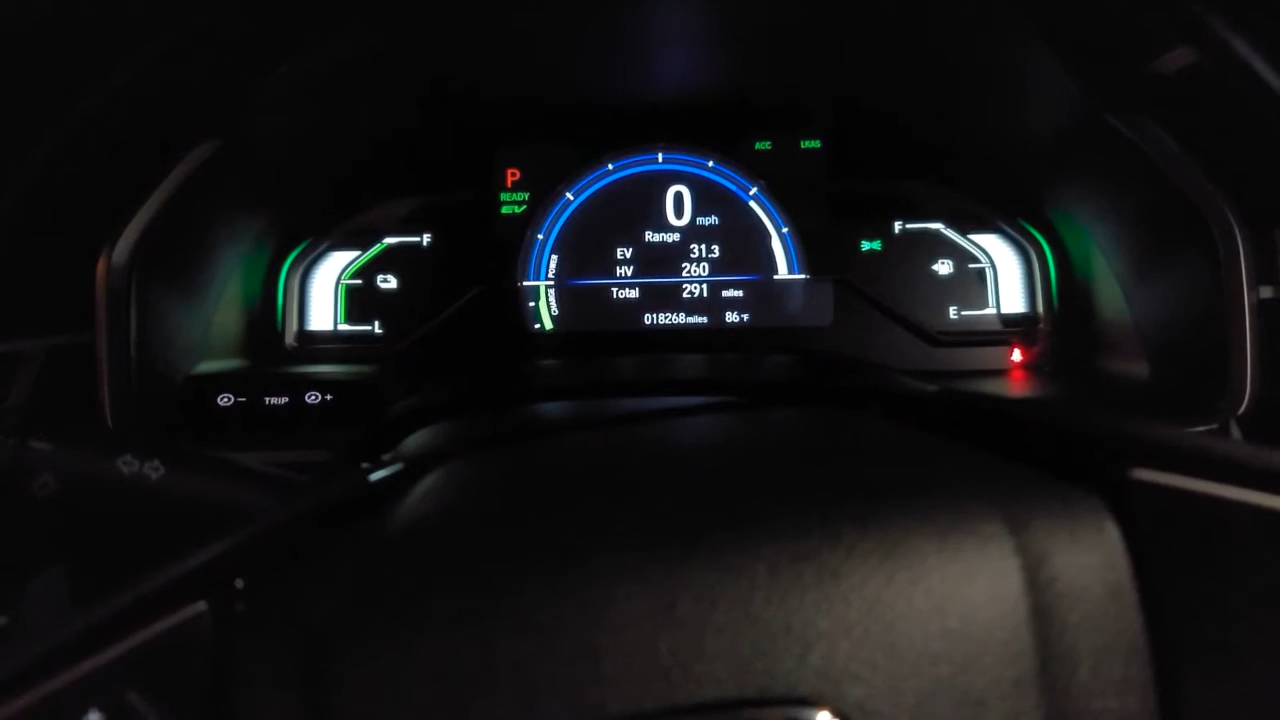 ACC LKAS
P
READY
EV
0 mph
Range
EV 31.3
HV 260
Total 291 miles
018268 miles 86°F
POWER
CHARGE
F
L
F
E
- TRIP +